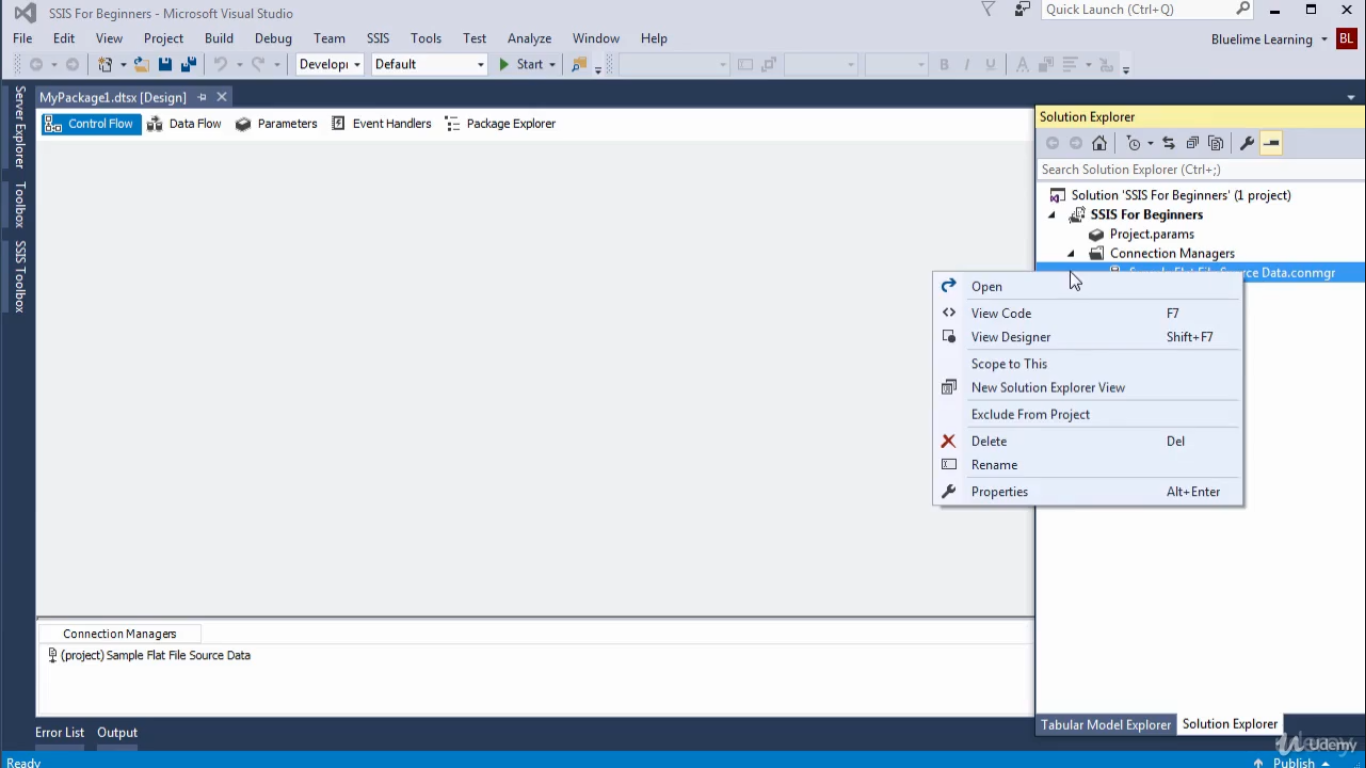 SSIS For Beginners - Microsoft Visual Studio
Quick Launch (Ctrl+Q)
File Edit View Project Build Debug Team SSIS Tools Test Analyze Window Help
Bluelime Learning BL
Default Start
B I U A
Server Explorer
Toolbox
SSIS Toolbox
MyPackage1.dtsx [Design]
Control Flow Data Flow Parameters Event Handlers Package Explorer
Solution Explorer
Search Solution Explorer (Ctrl+;)
Solution 'SSIS For Beginners' (1 project)
SSIS For Beginners
Project.params
Connection Managers
Sample Flat File Source Data.conmgr
Open
View Code F7
View Designer Shift+F7
Scope to This
New Solution Explorer View
Exclude From Project
Delete Del
Rename
Properties Alt+Enter
Connection Managers
(project) Sample Flat File Source Data
Tabular Model Explorer Solution Explorer
Error List Output
Udemy
Ready
Publish